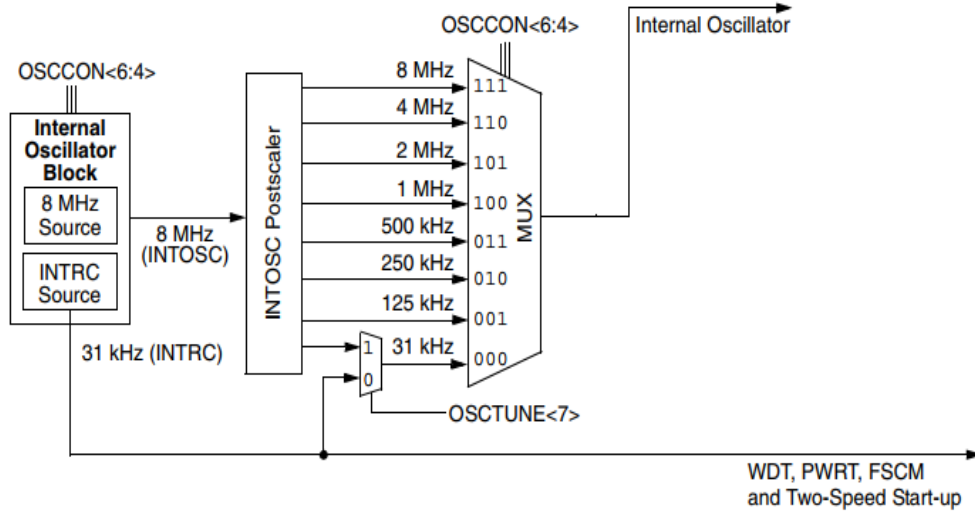 OSCCON<6:4>
Internal Oscillator
OSCCON<6:4>
Internal
Oscillator
Block
8 MHz
Source
INTRC
Source
8 MHz
(INTOSC)
31 kHz (INTRC)
INTOSC Postscaler
8 MHz
4 MHz
2 MHz
1 MHz
500 kHz
250 kHz
125 kHz
31 kHz
1
0
OSCTUNE<7>
111
110
101
100
011
010
001
000
MUX
WDT, PWRT, FSCM
and Two-Speed Start-up